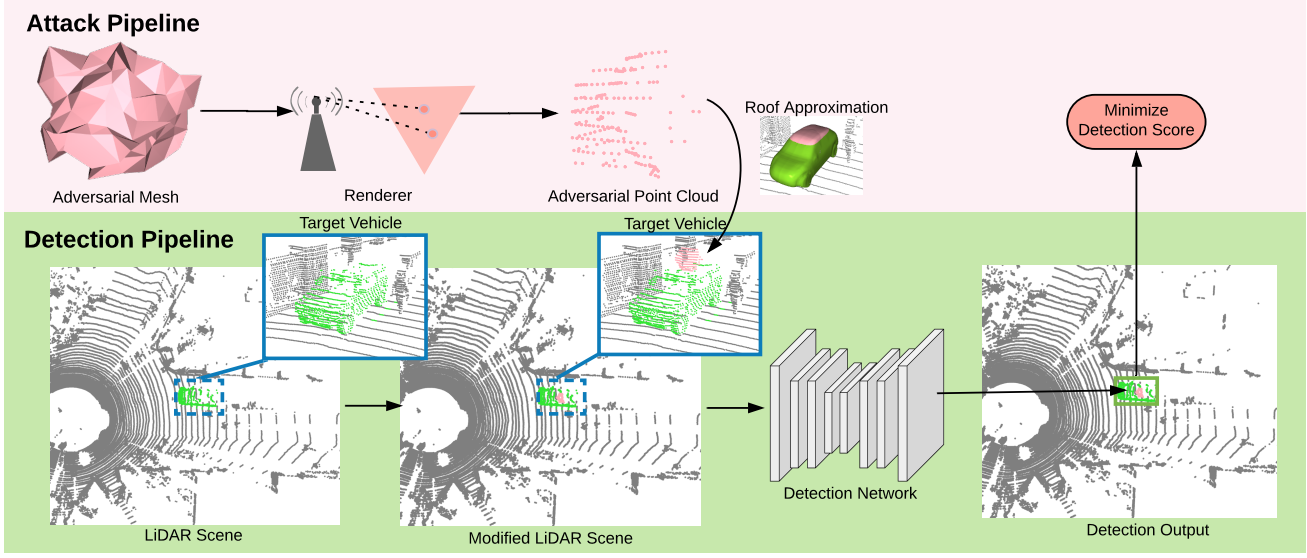 Attack Pipeline
Adversarial Mesh
Renderer
Adversarial Point Cloud
Roof Approximation
Minimize
Detection Score
Detection Pipeline
Target Vehicle
Target Vehicle
LiDAR Scene
Modified LiDAR Scene
Detection Network
Detection Output